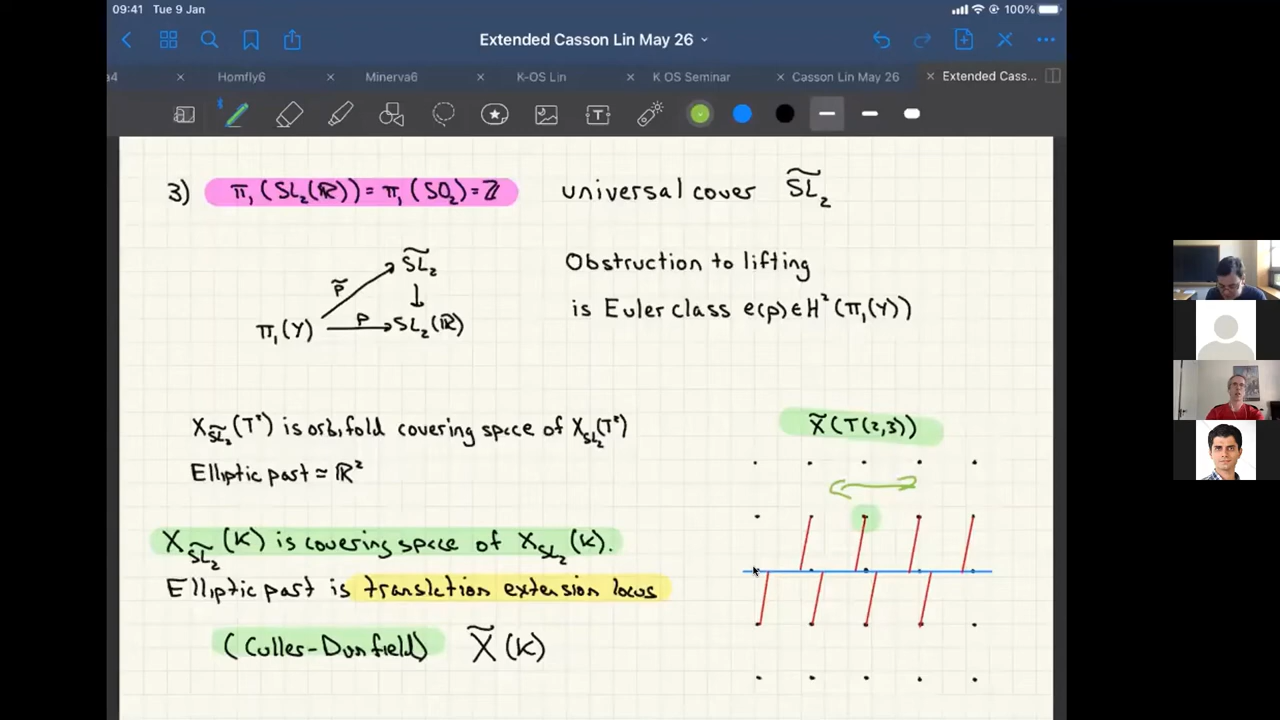 09:41 Tue 9 Jan
100%
Extended Casson Lin May 26
a4
Homfly6
Minerva6
K-OS Lin
K OS Seminar
Casson Lin May 26
Extended Cass...
3) π₁(SL₂(ℝ)) = π₁(SO₂) = ℤ universal cover S̃L₂
S̃L₂
ρ̃
π₁(Y) ρ SL₂(ℝ)
Obstruction to lifting
is Euler class e(ρ) ∈ H²(π₁(Y))
X_S̃L₂(T²) is orbifold covering space of X_SL₂(T²)
Elliptic part ≃ ℝ²
X̃(T(2,3))
X_S̃L₂(K) is covering space of X_SL₂(K).
Elliptic part is translation extension locus
(Culler-Dunfield) X̃(K)